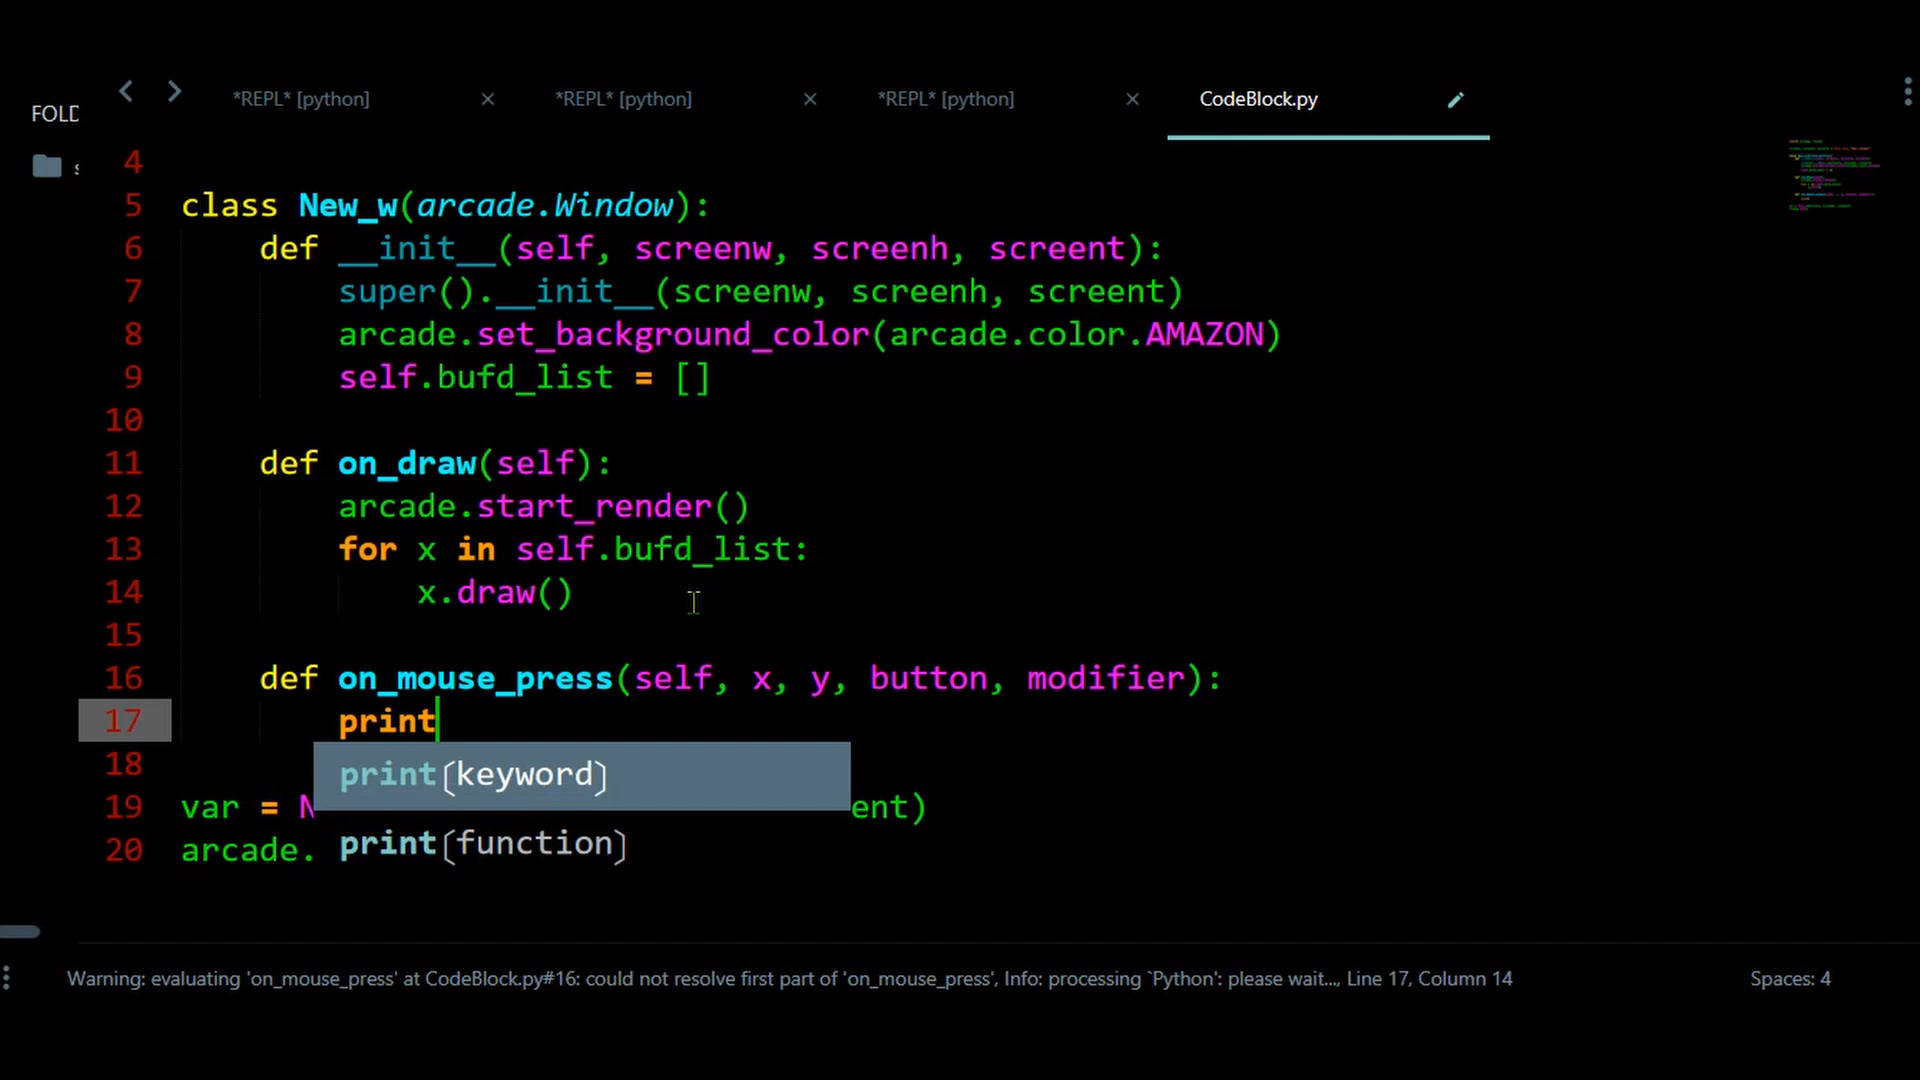 *REPL* [python]
*REPL* [python]
*REPL* [python]
CodeBlock.py
FOLD
s
4
5 class New_w(arcade.Window):
6     def __init__(self, screenw, screenh, screent):
7         super().__init__(screenw, screenh, screent)
8         arcade.set_background_color(arcade.color.AMAZON)
9         self.bufd_list = []
10
11     def on_draw(self):
12         arcade.start_render()
13         for x in self.bufd_list:
14             x.draw()
15
16     def on_mouse_press(self, x, y, button, modifier):
17         print
18 print(keyword)
19 var = N ent)
20 arcade. print(function)
Warning: evaluating 'on_mouse_press' at CodeBlock.py#16: could not resolve first part of 'on_mouse_press', Info: processing `Python': please wait..., Line 17, Column 14
Spaces: 4